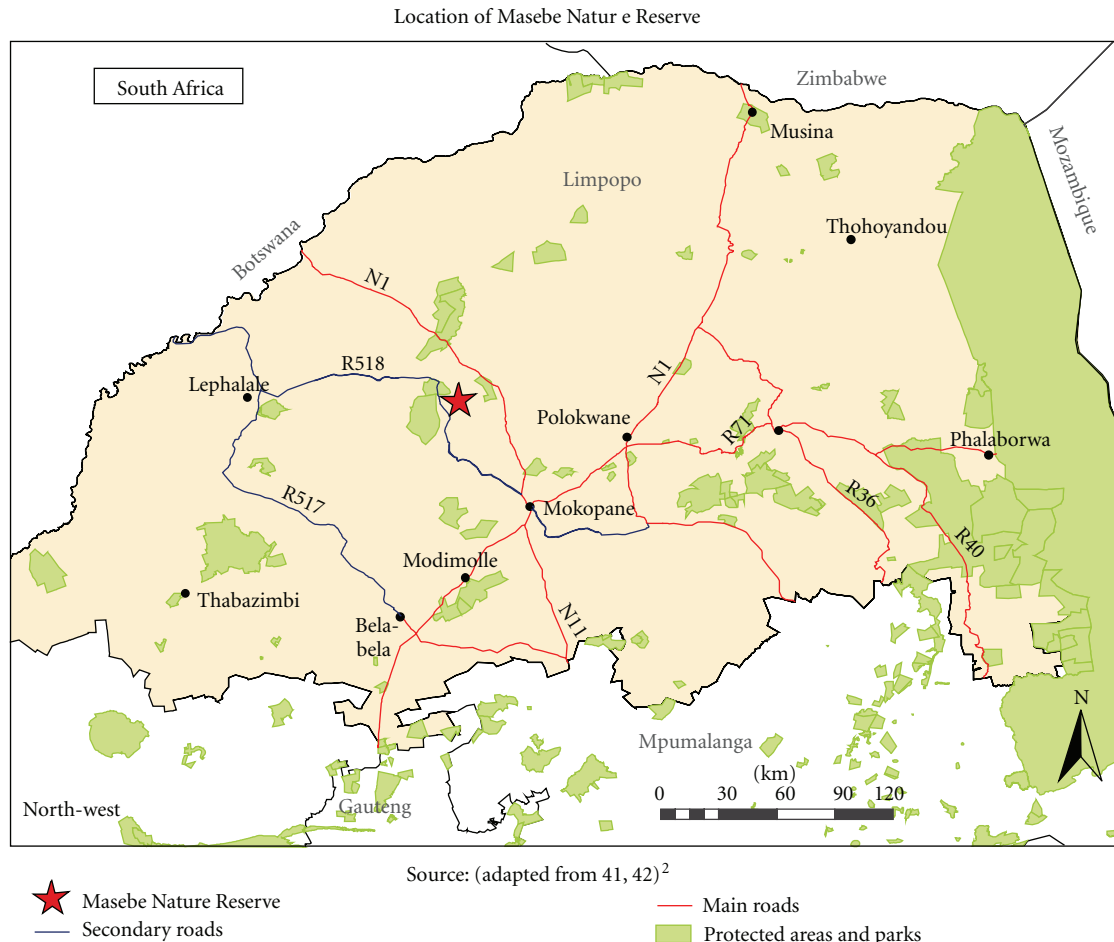 Location of Masebe Natur e Reserve
South Africa
Zimbabwe
Musina
Mozambique
Limpopo
Thohoyandou
Botswana
N1
R518
Lephalale
N1
Polokwane
R71
Phalaborwa
R517
R36
Mokopane
R40
Modimolle
Thabazimbi
Bela-
bela
N11
N
Mpumalanga
(km)
0 30 60 90 120
North-west
Gauteng
Source: (adapted from 41, 42)2
Masebe Nature Reserve
Main roads
Secondary roads
Protected areas and parks